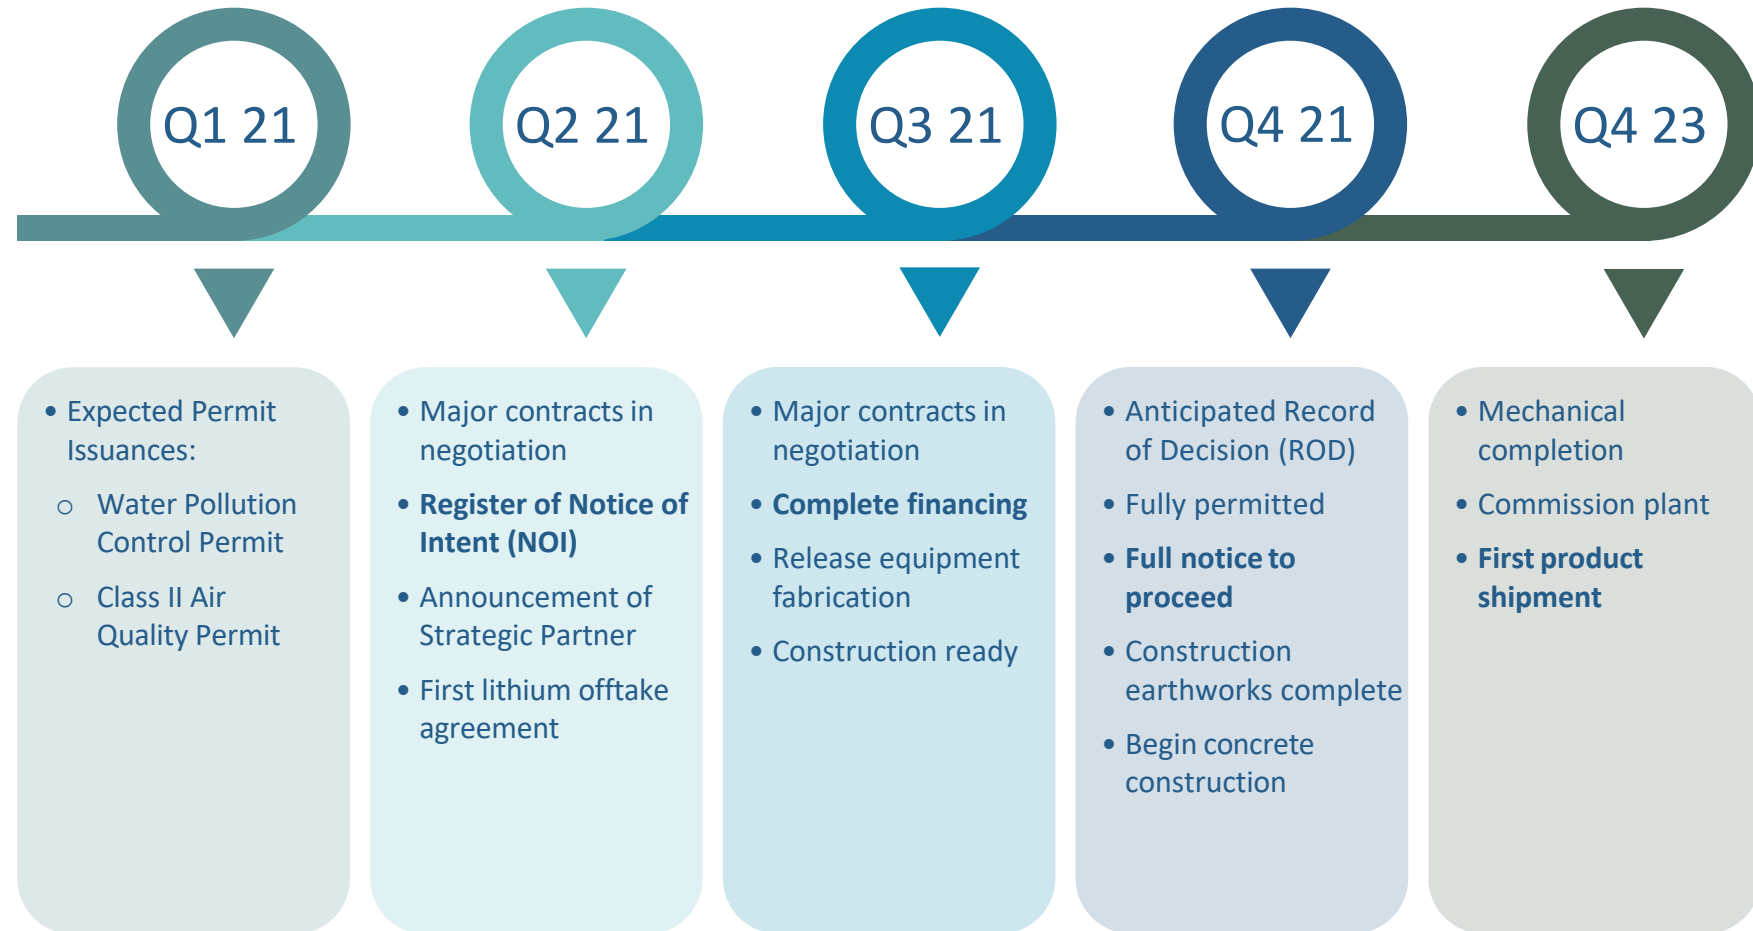 Q1 21
Q2 21
Q3 21
Q4 21
Q4 23
• Expected Permit
Issuances:
o Water Pollution
Control Permit
o Class II Air
Quality Permit
• Major contracts in
negotiation
• Register of Notice of
Intent (NOI)
• Announcement of
Strategic Partner
• First lithium offtake
agreement
• Major contracts in
negotiation
• Complete financing
• Release equipment
fabrication
• Construction ready
• Anticipated Record
of Decision (ROD)
• Fully permitted
• Full notice to
proceed
• Construction
earthworks complete
• Begin concrete
construction
• Mechanical
completion
• Commission plant
• First product
shipment